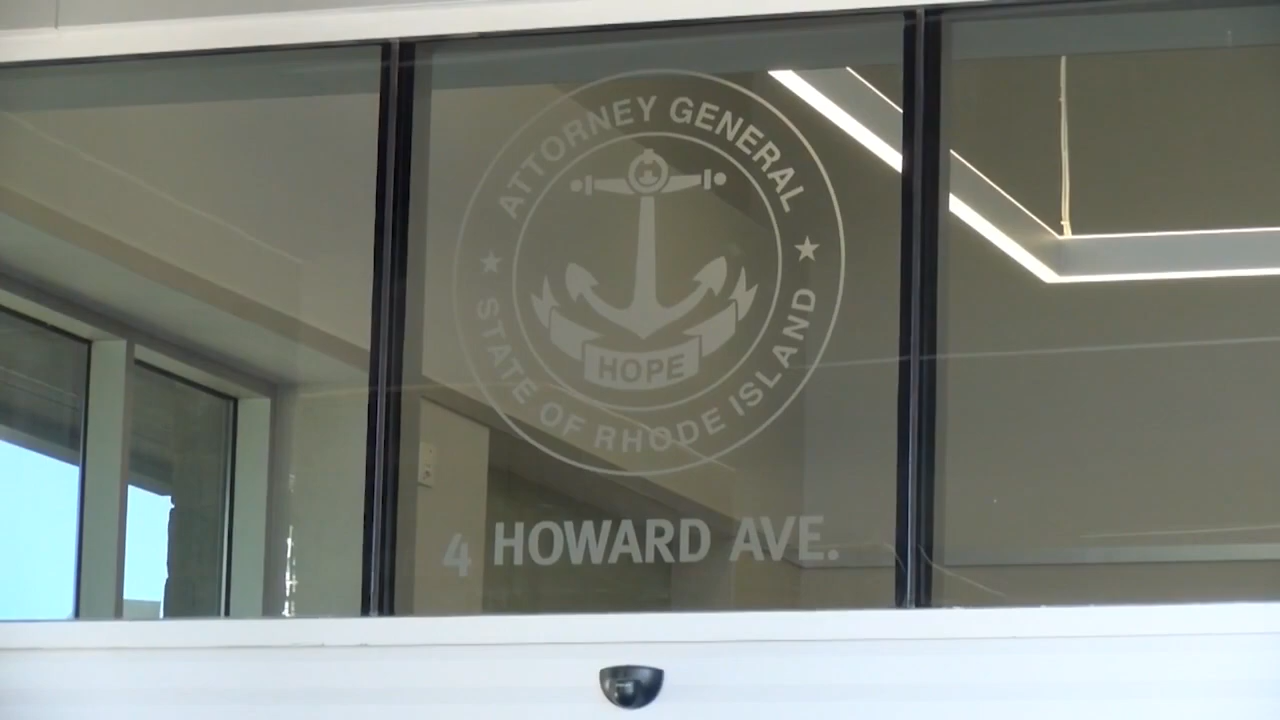 ATTORNEY GENERAL
STATE OF RHODE ISLAND
HOPE
4 HOWARD AVE.